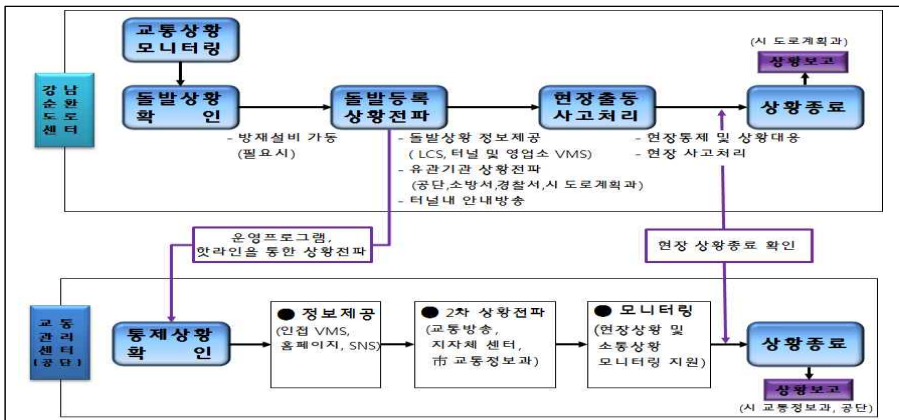 교통상황
모니터링
(시 도로계획과)
상황보고
강남
순환
도로
센터
돌발상황
확 인
돌발등록
상황전파
현장출동
사고처리
상황종료
- 방재설비 가동
(필요시)
- 돌발상황 정보제공
( LCS, 터널 및 영업소 VMS)
- 유관기관 상황전파
(공단,소방서,경찰서,시 도로계획과)
- 터널내 안내방송
- 현장통제 및 상황대응
- 현장 사고처리
운영프로그램,
핫라인을 통한 상황전파
현장 상황종료 확인
교 통
관 리
센 터
(공 단)
통제상황
확 인
● 정보제공
(인접 VMS,
홈페이지, SNS)
● 2차 상황전파
(교통방송,
지자체 센터,
市 교통정보과)
● 모니터링
(현장상황 및
소통상황
모니터링 지원)
상황종료
상황보고
(시 교통정보과, 공단)